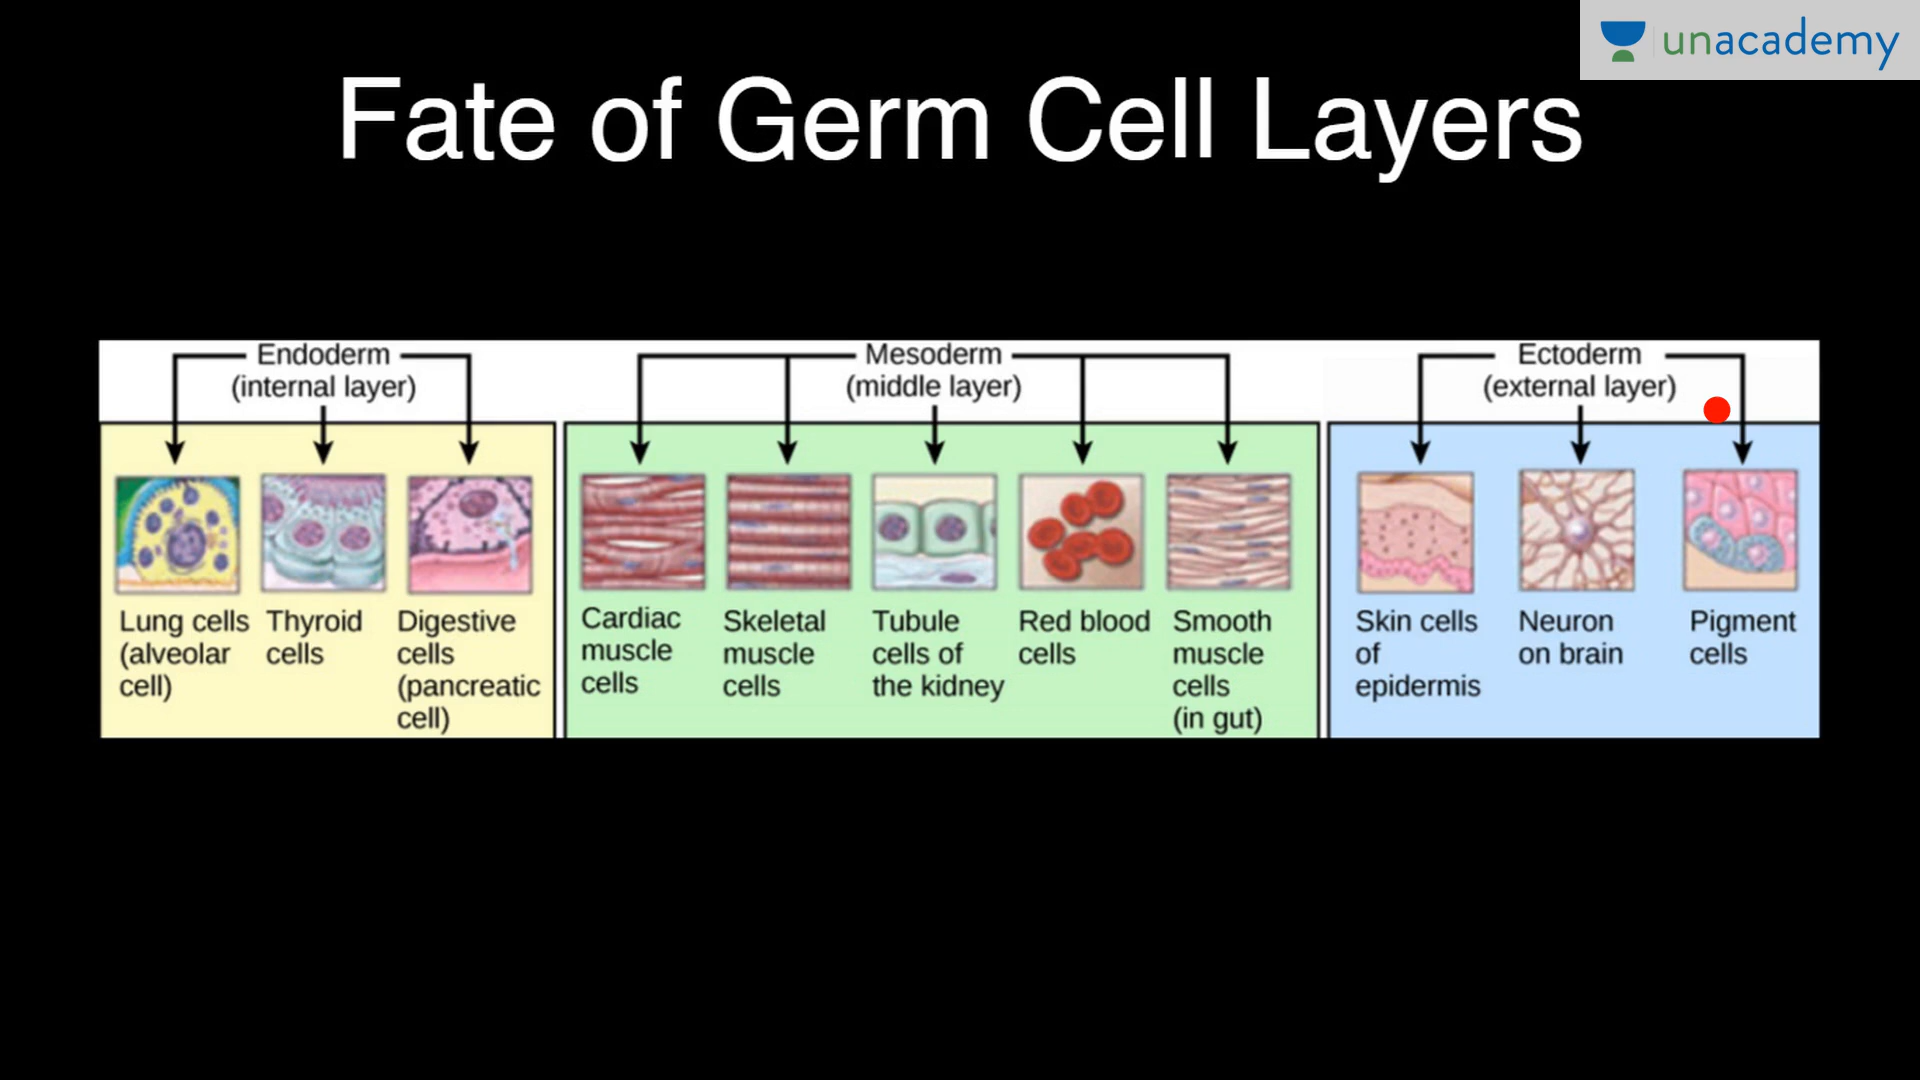 unacademy
Fate of Germ Cell Layers
Endoderm
(internal layer)
Mesoderm
(middle layer)
Ectoderm
(external layer)
Lung cells
(alveolar
cell)
Thyroid
cells
Digestive
cells
(pancreatic
cell)
Cardiac
muscle
cells
Skeletal
muscle
cells
Tubule
cells of
the kidney
Red blood
cells
Smooth
muscle
cells
(in gut)
Skin cells
of
epidermis
Neuron
on brain
Pigment
cells